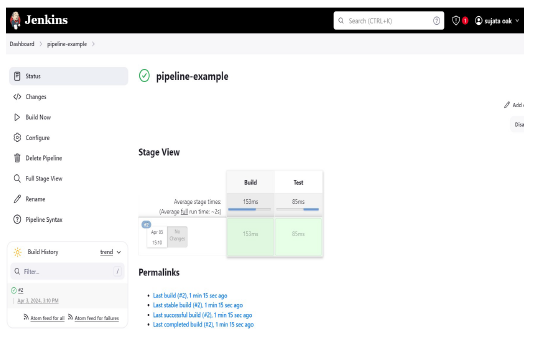 Jenkins
Search (CTRL+K)
1
sujata oak
Dashboard > pipeline-example >
Status
Changes
Build Now
Configure
Delete Pipeline
Full Stage View
Rename
Pipeline Syntax
Build History
trend
Filter...
/
#2
Apr 3, 2024, 3:10 PM
Atom feed for all
Atom feed for failures
pipeline-example
Add
Disa
Stage View
Build
Test
Average stage times:
153ms
85ms
(Average full run time: ~2s)
#2
No
Changes
153ms
85ms
Permalinks
• Last build (#2), 1 min 15 sec ago
• Last stable build (#2), 1 min 15 sec ago
• Last successful build (#2), 1 min 15 sec ago
• Last completed build (#2), 1 min 15 sec ago